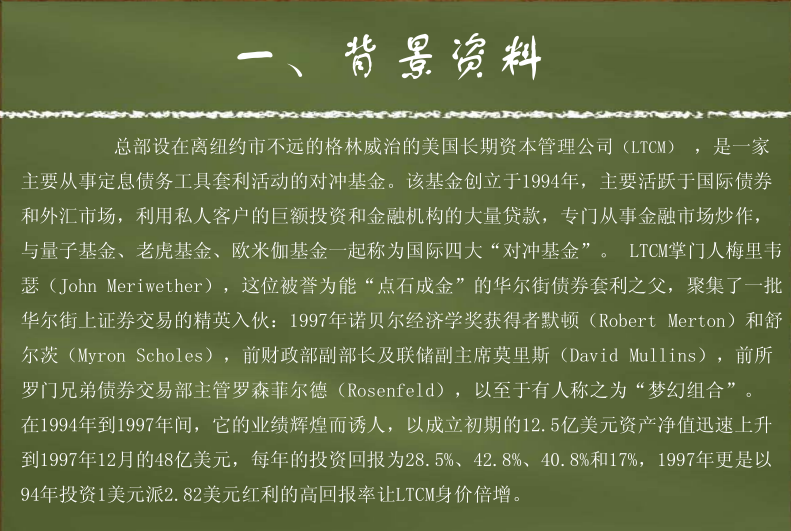 一、背景资料
总部设在离纽约市不远的格林威治的美国长期资本管理公司（LTCM） ，是一家
主要从事定息债务工具套利活动的对冲基金。该基金创立于1994年，主要活跃于国际债券
和外汇市场，利用私人客户的巨额投资和金融机构的大量贷款，专门从事金融市场炒作，
与量子基金、老虎基金、欧米伽基金一起称为国际四大“对冲基金”。 LTCM掌门人梅里韦
瑟（John Meriwether），这位被誉为能“点石成金”的华尔街债券套利之父，聚集了一批
华尔街上证券交易的精英入伙：1997年诺贝尔经济学奖获得者默顿（Robert Merton）和舒
尔茨（Myron Scholes），前财政部副部长及联储副主席莫里斯（David Mullins），前所
罗门兄弟债券交易部主管罗森菲尔德（Rosenfeld），以至于有人称之为“梦幻组合”。
在1994年到1997年间，它的业绩辉煌而诱人，以成立初期的12.5亿美元资产净值迅速上升
到1997年12月的48亿美元，每年的投资回报为28.5%、42.8%、40.8%和17%，1997年更是以
94年投资1美元派2.82美元红利的高回报率让LTCM身价倍增。